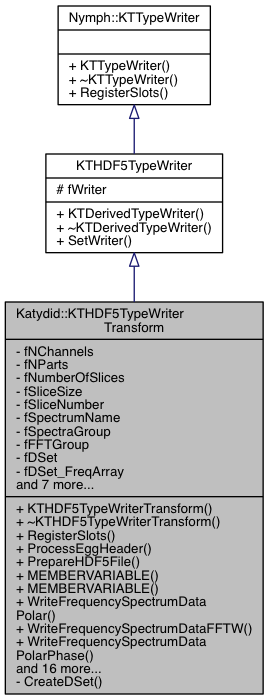 Nymph::KTTypeWriter
+ KTTypeWriter()
+ ~KTTypeWriter()
+ RegisterSlots()
KTHDF5TypeWriter
# fWriter
+ KTDerivedTypeWriter()
+ ~KTDerivedTypeWriter()
+ SetWriter()
Katydid::KTHDF5TypeWriter
Transform
- fNChannels
- fNParts
- fNumberOfSlices
- fSliceSize
- fSliceNumber
- fSpectrumName
- fSpectraGroup
- fFFTGroup
- fDSet
- fDSet_FreqArray
and 7 more...
+ KTHDF5TypeWriterTransform()
+ ~KTHDF5TypeWriterTransform()
+ RegisterSlots()
+ ProcessEggHeader()
+ PrepareHDF5File()
+ MEMBERVARIABLE()
+ MEMBERVARIABLE()
+ WriteFrequencySpectrumData
Polar()
+ WriteFrequencySpectrumDataFFTW()
+ WriteFrequencySpectrumData
PolarPhase()
and 16 more...
- CreateDSet()